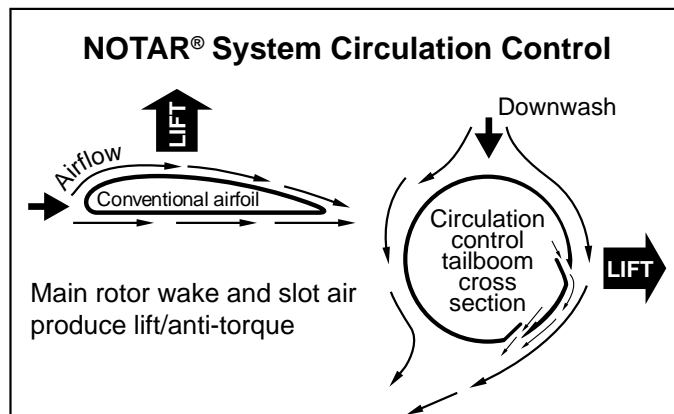 NOTAR® System Circulation Control
LIFT
Downwash
Airflow
Conventional airfoil
Circulation
control
tailboom
cross
section
LIFT
Main rotor wake and slot air
produce lift/anti-torque